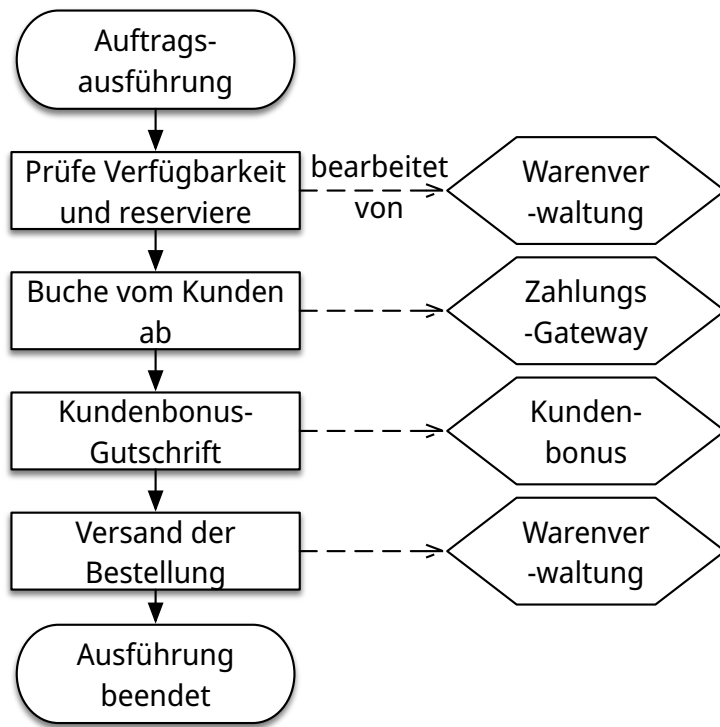 Auftrags-
ausführung
Prüfe Verfügbarkeit
und reserviere
bearbeitet
von
Warenver
-waltung
Buche vom Kunden
ab
Zahlungs
-Gateway
Kundenbonus-
Gutschrift
Kunden-
bonus
Versand der
Bestellung
Warenver
-waltung
Ausführung
beendet